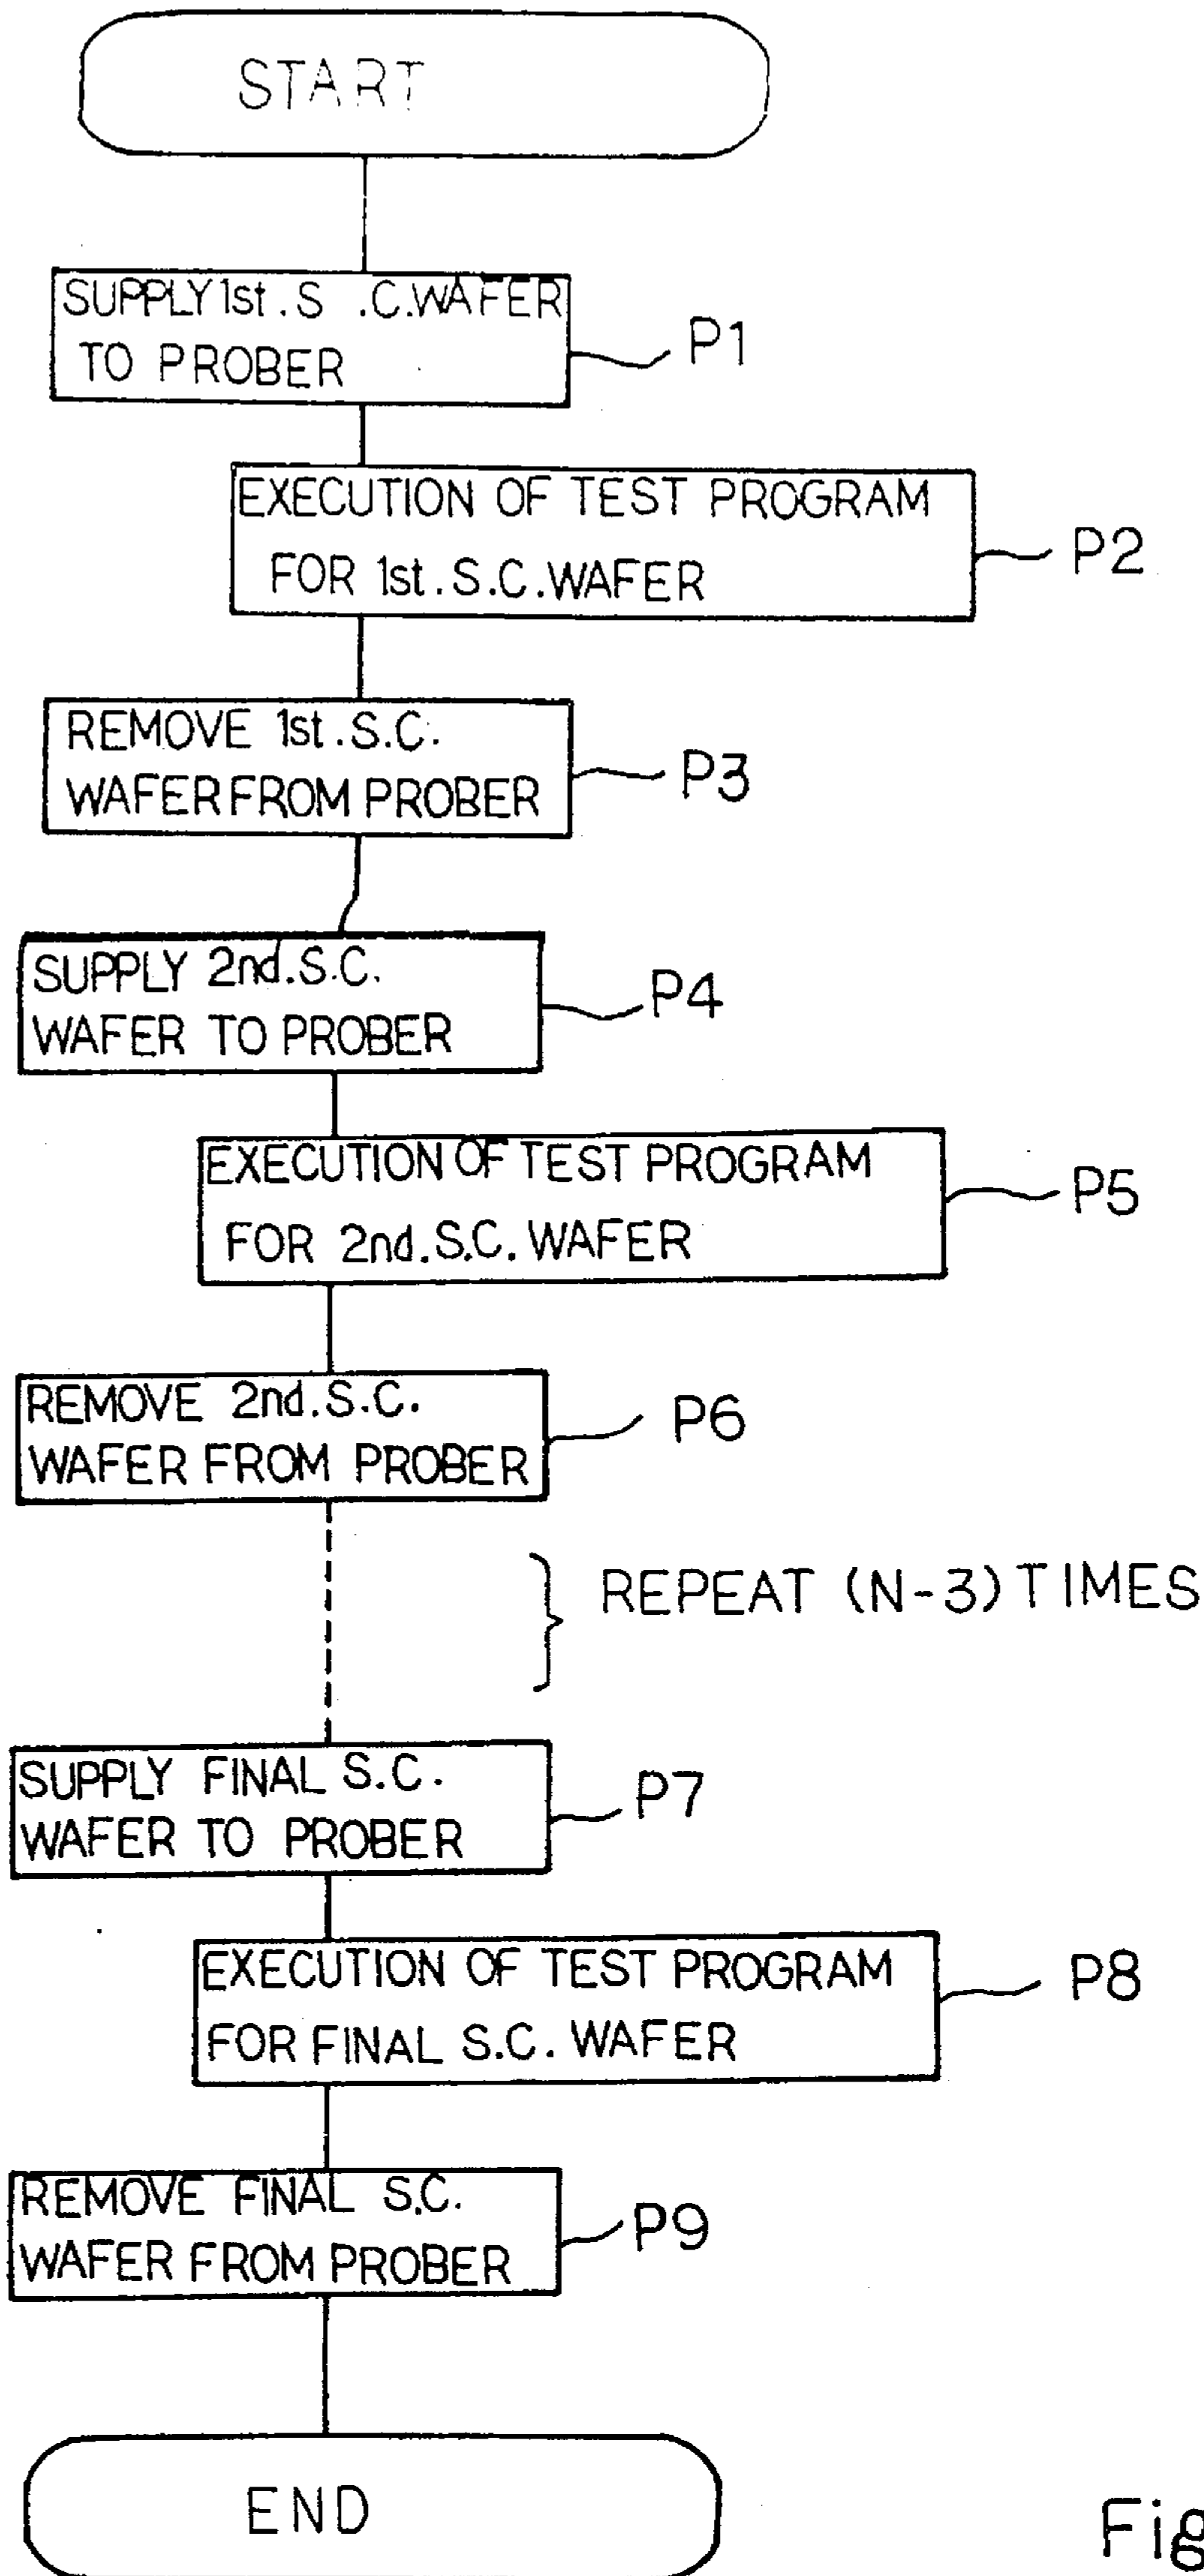 START
SUPPLY 1st. S .C. WAFER
TO PROBER
P1
EXECUTION OF TEST PROGRAM
FOR 1st. S.C. WAFER
P2
REMOVE 1st. S.C.
WAFER FROM PROBER
P3
SUPPLY 2nd. S.C.
WAFER TO PROBER
P4
EXECUTION OF TEST PROGRAM
FOR 2nd. S.C. WAFER
P5
REMOVE 2nd. S.C.
WAFER FROM PROBER
P6
REPEAT (N-3) TIMES
SUPPLY FINAL S.C.
WAFER TO PROBER
P7
EXECUTION OF TEST PROGRAM
FOR FINAL S.C. WAFER
P8
REMOVE FINAL S.C.
WAFER FROM PROBER
P9
END
Fig